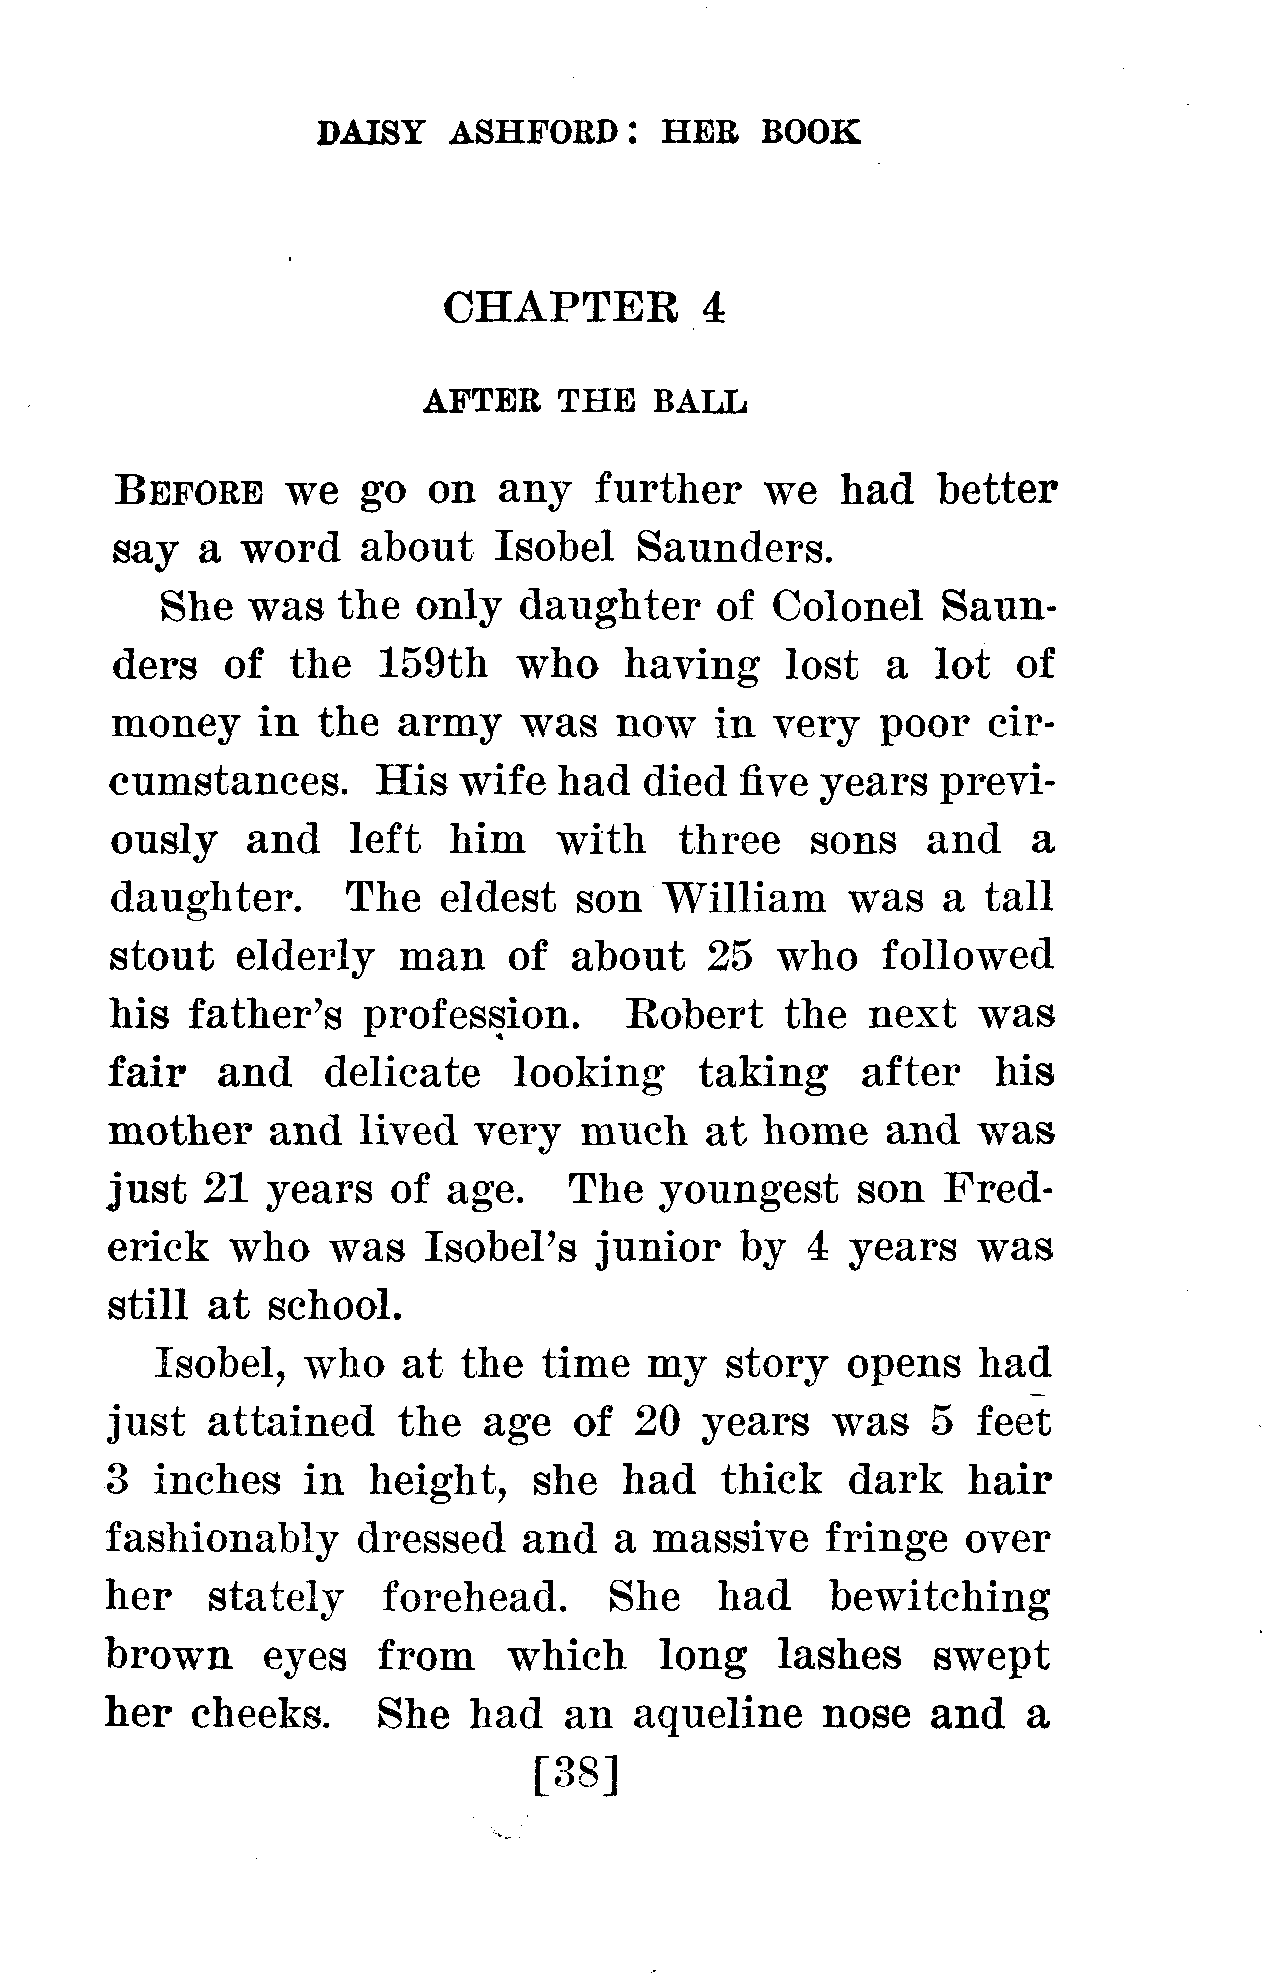 DAISY ASHFORD: HER BOOK
CHAPTER 4
AFTER THE BALL
BEFORE we go on any further we had better
say a word about Isobel Saunders.
She was the only daughter of Colonel Saun-
ders of the 159th who having lost a lot of
money in the army was now in very poor cir-
cumstances. His wife had died five years previ-
ously and left him with three sons and a
daughter. The eldest son William was a tall
stout elderly man of about 25 who followed
his father's profession. Robert the next was
fair and delicate looking taking after his
mother and lived very much at home and was
just 21 years of age. The youngest son Fred-
erick who was Isobel's junior by 4 years was
still at school.
Isobel, who at the time my story opens had
just attained the age of 20 years was 5 feet
3 inches in height, she had thick dark hair
fashionably dressed and a massive fringe over
her stately forehead. She had bewitching
brown eyes from which long lashes swept
her cheeks. She had an aqueline nose and a
[38]